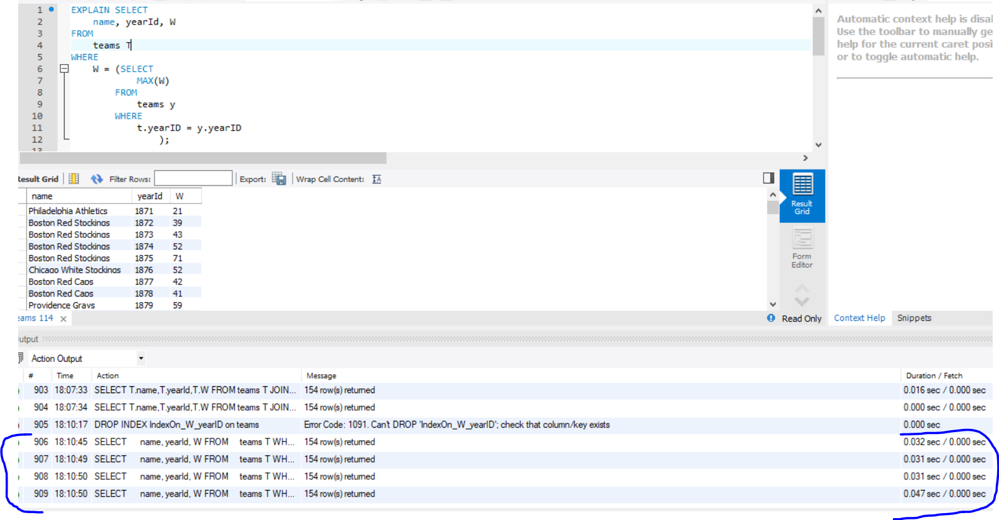 1 EXPLAIN SELECT
2 name, yearId, W
3 FROM
4 teams T
5 WHERE
6 W = (SELECT
7 MAX(W)
8 FROM
9 teams y
10 WHERE
11 t.yearID = y.yearID
12 );
13
Automatic context help is disal
Use the toolbar to manually ge
help for the current caret posi
or to toggle automatic help.
Result Grid Filter Rows: Export: Wrap Cell Content:
name yearId W
Philadelphia Athletics 1871 21
Boston Red Stockings 1872 39
Boston Red Stockings 1873 43
Boston Red Stockings 1874 52
Boston Red Stockings 1875 71
Chicago White Stockings 1876 52
Boston Red Caps 1877 42
Boston Red Caps 1878 41
Providence Grays 1879 59
Result
Grid
Form
Editor
eams 114 Read Only Context Help Snippets
utput
Action Output
# Time Action Message Duration / Fetch
903 18:07:33 SELECT T.name,T.yearId,T.W FROM teams T JOIN... 154 row(s) returned 0.016 sec / 0.000 sec
904 18:07:34 SELECT T.name,T.yearId,T.W FROM teams T JOIN... 154 row(s) returned 0.000 sec / 0.000 sec
905 18:10:17 DROP INDEX IndexOn_W_yearID on teams Error Code: 1091. Can't DROP 'IndexOn_W_yearID'; check that column/key exists 0.000 sec
906 18:10:45 SELECT name, yearId, W FROM teams T WH... 154 row(s) returned 0.032 sec / 0.000 sec
907 18:10:49 SELECT name, yearId, W FROM teams T WH... 154 row(s) returned 0.031 sec / 0.000 sec
908 18:10:50 SELECT name, yearId, W FROM teams T WH... 154 row(s) returned 0.031 sec / 0.000 sec
909 18:10:50 SELECT name, yearId, W FROM teams T WH... 154 row(s) returned 0.047 sec / 0.000 sec